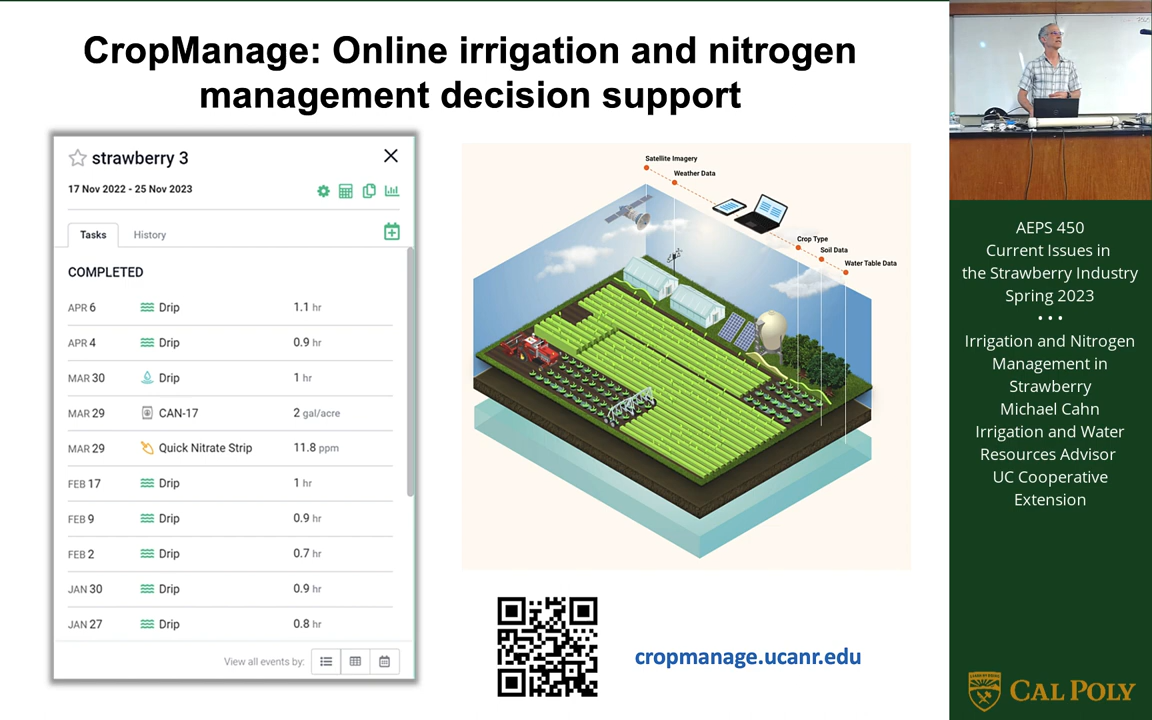 CropManage: Online irrigation and nitrogen
management decision support
strawberry 3
17 Nov 2022 - 25 Nov 2023
Tasks
History
COMPLETED
APR 6 Drip 1.1 hr
APR 4 Drip 0.9 hr
MAR 30 Drip 1 hr
MAR 29 CAN-17 2 gal/acre
MAR 29 Quick Nitrate Strip 11.8 ppm
FEB 17 Drip 1 hr
FEB 9 Drip 0.9 hr
FEB 2 Drip 0.7 hr
JAN 30 Drip 0.9 hr
JAN 27 Drip 0.8 hr
View all events by:
Satellite Imagery
Weather Data
Crop Type
Soil Data
Water Table Data
cropmanage.ucanr.edu
AEPS 450
Current Issues in
the Strawberry Industry
Spring 2023
• • •
Irrigation and Nitrogen
Management in
Strawberry
Michael Cahn
Irrigation and Water
Resources Advisor
UC Cooperative
Extension
CAL POLY